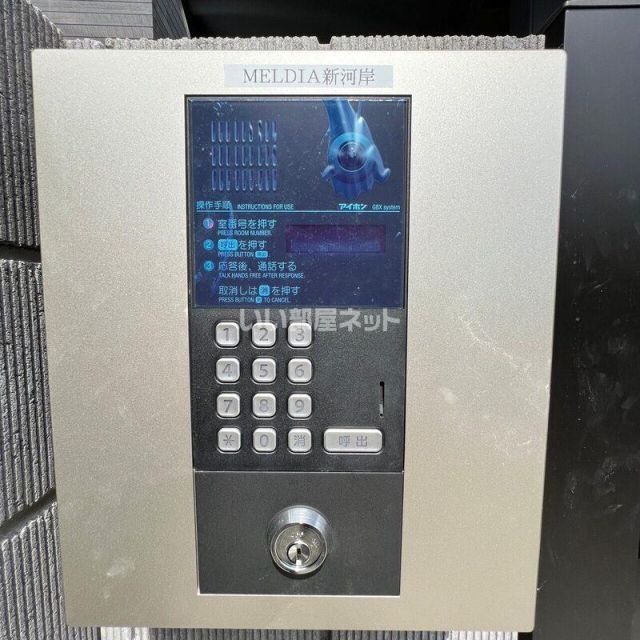 MELDIA新河岸
操作手順 INSTRUCTIONS FOR USE
アイホン GBX system
1 室番号を押す
PRESS ROOM NUMBER.
2 呼出を押す
PRESS BUTTON 呼出
3 応答後、通話する
TALK HANDS FREE AFTER RESPONSE.
取消しは消を押す
PRESS BUTTON 消 TO CANCEL
いい部屋ネット
1 2 3
4 5 6
7 8 9
* 0 消 呼出